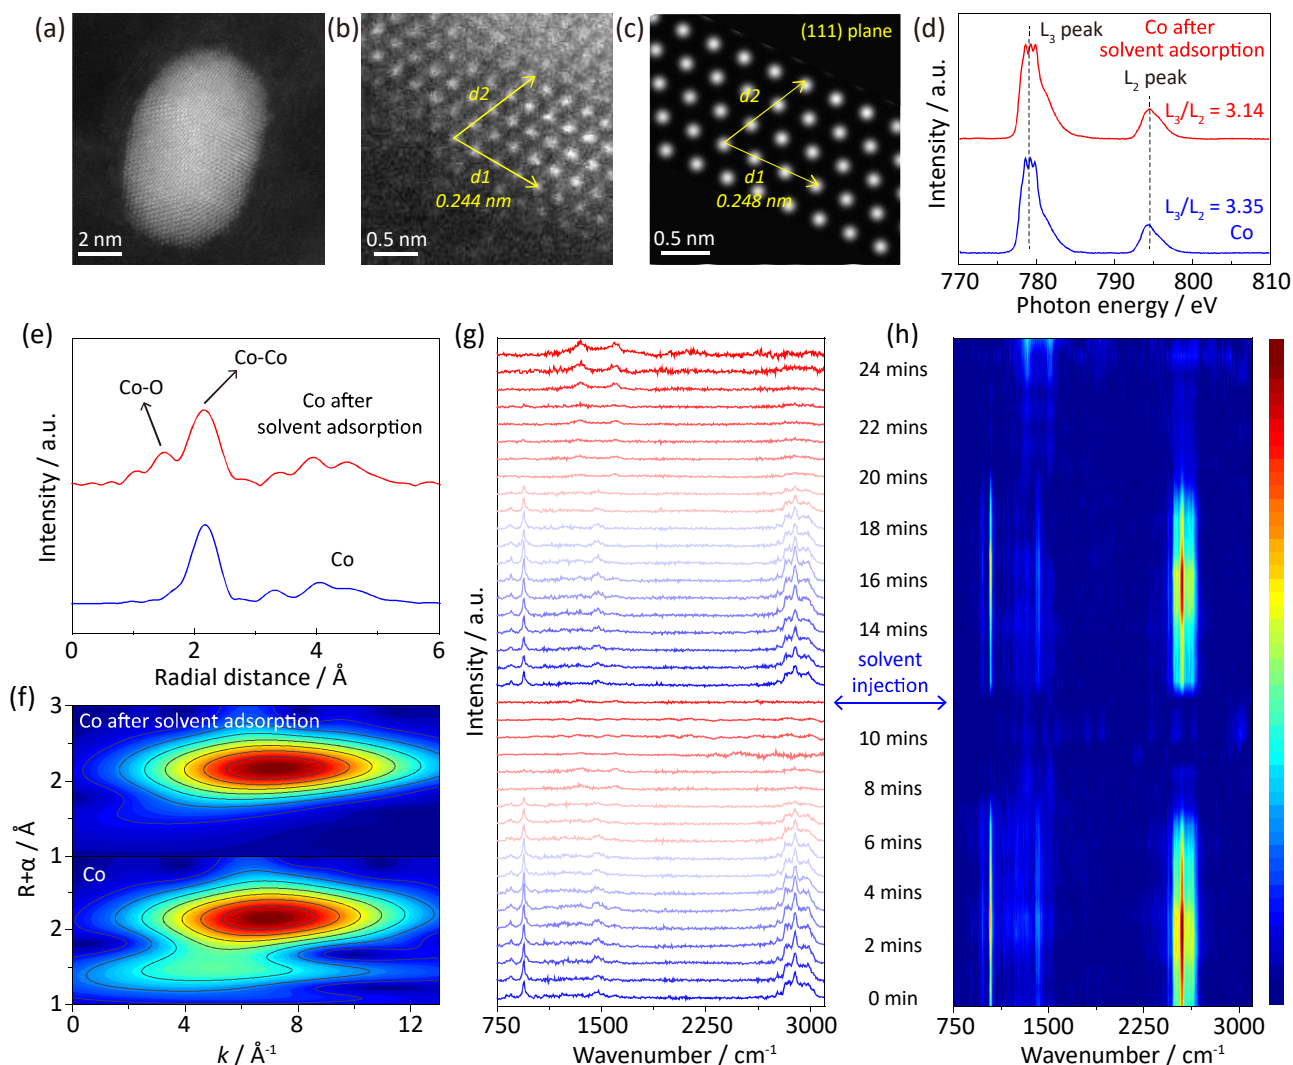 (a)
2 nm
(b)
d2
d1
0.244 nm
0.5 nm
(c)
(111) plane
d2
d1
0.248 nm
0.5 nm
(d)
L3 peak
Co after
solvent adsorption
L2 peak
L3/L2 = 3.14
L3/L2 = 3.35
Co
Intensity / a.u.
770 780 790 800 810
Photon energy / eV
(e)
Co-Co
Co-O
Co after
solvent adsorption
Co
Intensity / a.u.
0 2 4 6
Radial distance / Å
(f)
3
Co after solvent adsorption
2
1
Co
2
1
R+α / Å
0 4 8 12
k / Å-1
(g)
Intensity / a.u.
750 1500 2250 3000
Wavenumber / cm-1
24 mins
22 mins
20 mins
18 mins
16 mins
14 mins
solvent
injection
10 mins
8 mins
6 mins
4 mins
2 mins
0 min
(h)
750 1500 2250 3000
Wavenumber / cm-1